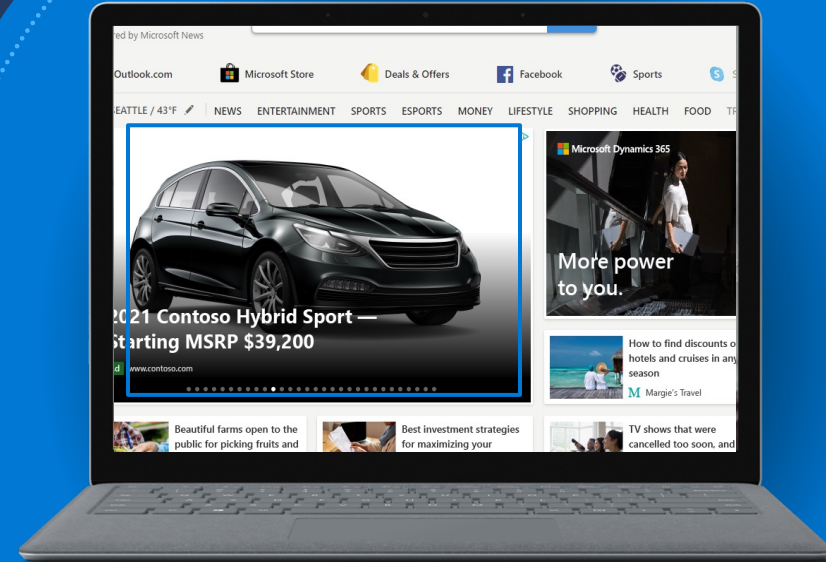 red by Microsoft News
Outlook.com Microsoft Store Deals & Offers Facebook Sports
SEATTLE / 43°F NEWS ENTERTAINMENT SPORTS ESPORTS MONEY LIFESTYLE SHOPPING HEALTH FOOD TR
2021 Contoso Hybrid Sport —
Starting MSRP $39,200
d www.contoso.com
Microsoft Dynamics 365
More power
to you.
How to find discounts o
hotels and cruises in any
season
M Margie's Travel
Beautiful farms open to the
public for picking fruits and
Best investment strategies
for maximizing your
TV shows that were
cancelled too soon, and